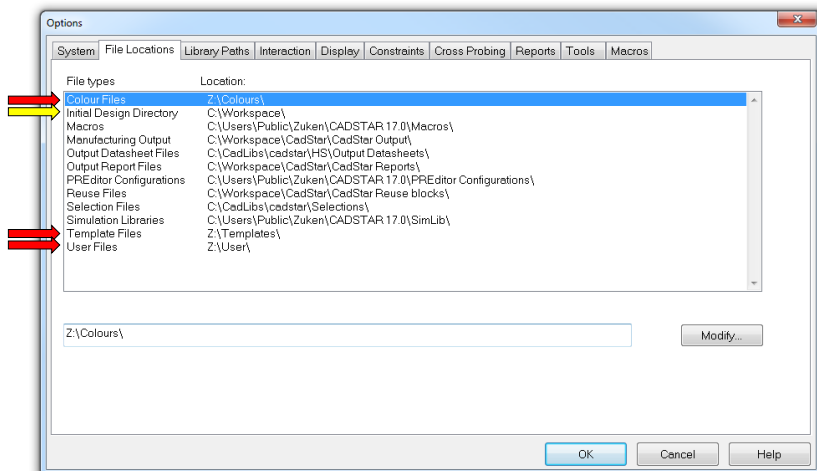 Options
x
System File Locations Library Paths Interaction Display Constraints Cross Probing Reports Tools Macros
File types Location:
Colour Files Z:\Colours\
Initial Design Directory C:\Workspace\
Macros C:\Users\Public\Zuken\CADSTAR 17.0\Macros\
Manufacturing Output C:\Workspace\CadStar\CadStar Output\
Output Datasheet Files C:\CadLibs\cadstar\HS\Output Datasheets\
Output Report Files C:\Workspace\CadStar\CadStar Reports\
PREditor Configurations C:\Users\Public\Zuken\CADSTAR 17.0\PREditor Configurations\
Reuse Files C:\Workspace\CadStar\CadStar Reuse blocks\
Selection Files C:\CadLibs\cadstar\Selections\
Simulation Libraries C:\Users\Public\Zuken\CADSTAR 17.0\SimLib\
Template Files Z:\Templates\
User Files Z:\User\
Z:\Colours\ Modify...
OK Cancel Help